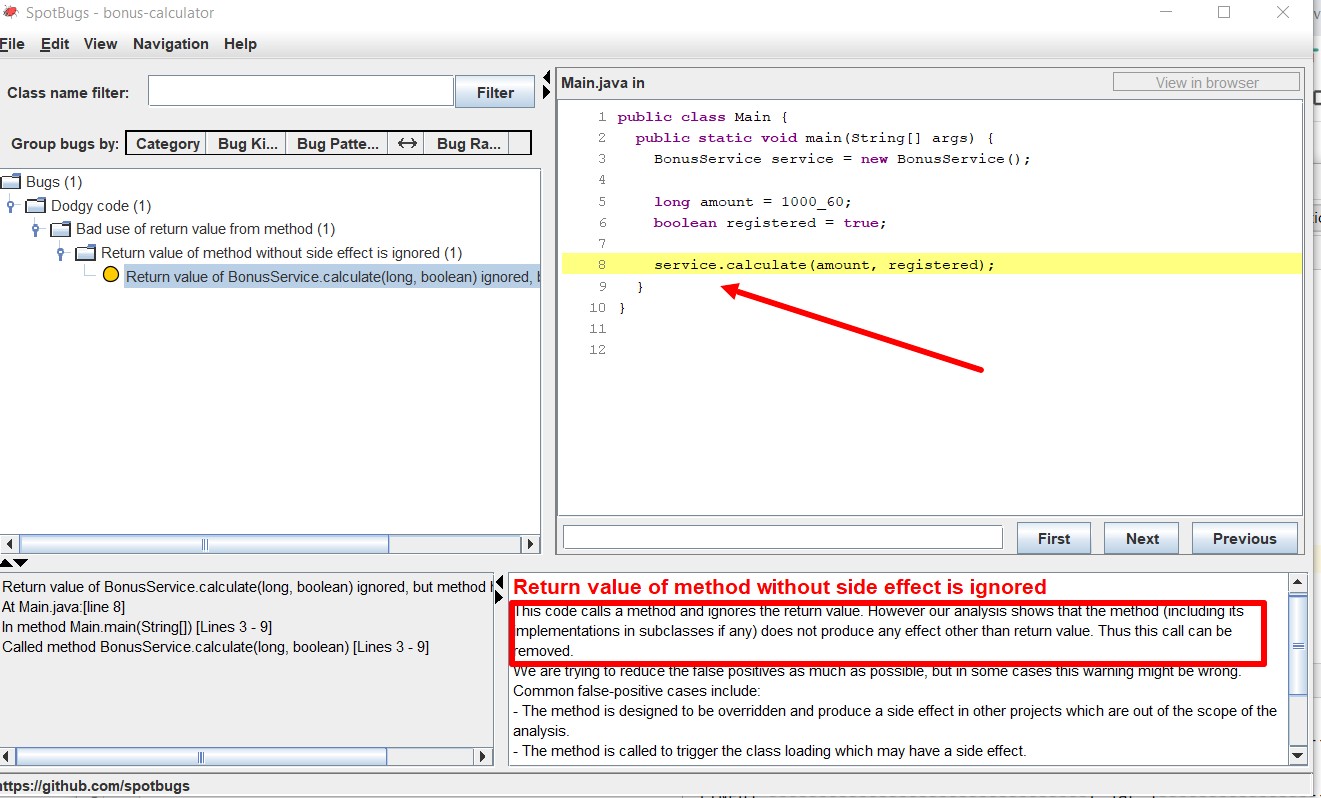 SpotBugs - bonus-calculator
File Edit View Navigation Help
Class name filter: Filter
Group bugs by: Category Bug Ki... Bug Patte... Bug Ra...
Bugs (1)
Dodgy code (1)
Bad use of return value from method (1)
Return value of method without side effect is ignored (1)
Return value of BonusService.calculate(long, boolean) ignored,
Main.java in
View in browser
1 public class Main {
2 public static void main(String[] args) {
3 BonusService service = new BonusService();
4
5 long amount = 1000_60;
6 boolean registered = true;
7
8 service.calculate(amount, registered);
9 }
10 }
11
12
First Next Previous
Return value of BonusService.calculate(long, boolean) ignored, but method
At Main.java:[line 8]
In method Main.main(String[]) [Lines 3 - 9]
Called method BonusService.calculate(long, boolean) [Lines 3 - 9]
Return value of method without side effect is ignored
This code calls a method and ignores the return value. However our analysis shows that the method (including its
implementations in subclasses if any) does not produce any effect other than return value. Thus this call can be
removed.
We are trying to reduce the false positives as much as possible, but in some cases this warning might be wrong.
Common false-positive cases include:
- The method is designed to be overridden and produce a side effect in other projects which are out of the scope of the
analysis.
- The method is called to trigger the class loading which may have a side effect.
https://github.com/spotbugs